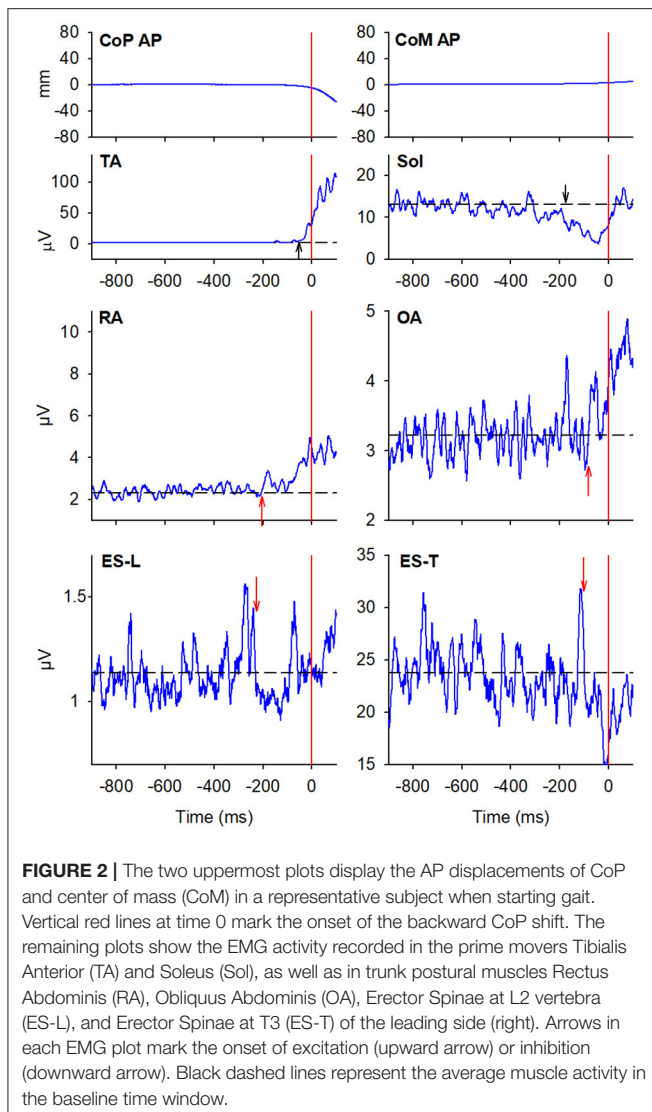 CoP AP
CoM AP
80
40
0
-40
-80
mm
80
40
0
-40
-80
TA
Sol
100
50
0
µV
20
10
0
-800 -600 -400 -200 0
-800 -600 -400 -200 0
RA
OA
10
8
6
4
2
µV
5
4
3
2
ES-L
ES-T
1.5
1
µV
35
30
25
20
15
-800 -600 -400 -200 0
-800 -600 -400 -200 0
Time (ms)
Time (ms)
FIGURE 2 | The two uppermost plots display the AP displacements of CoP
and center of mass (CoM) in a representative subject when starting gait.
Vertical red lines at time 0 mark the onset of the backward CoP shift. The
remaining plots show the EMG activity recorded in the prime movers Tibialis
Anterior (TA) and Soleus (Sol), as well as in trunk postural muscles Rectus
Abdominis (RA), Obliquus Abdominis (OA), Erector Spinae at L2 vertebra
(ES-L), and Erector Spinae at T3 (ES-T) of the leading side (right). Arrows in
each EMG plot mark the onset of excitation (upward arrow) or inhibition
(downward arrow). Black dashed lines represent the average muscle activity in
the baseline time window.